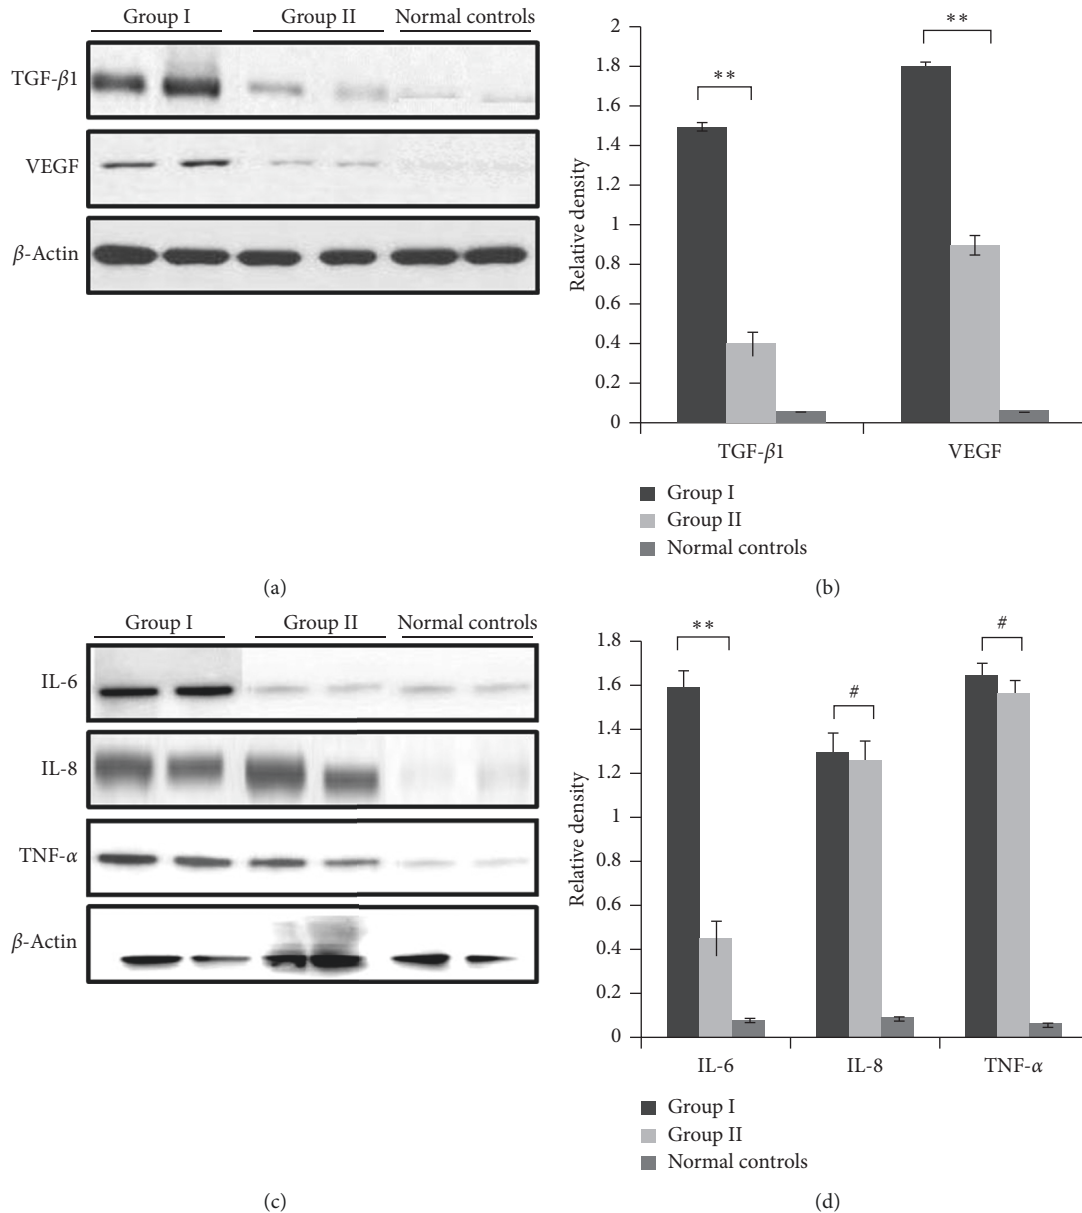 Group I Group II Normal controls
TGF-β1
VEGF
β-Actin
(a)
2
1.8
1.6
1.4
1.2
1
0.8
0.6
0.4
0.2
0
Relative density
**
**
TGF-β1 VEGF
Group I
Group II
Normal controls
(b)
Group I Group II Normal controls
IL-6
IL-8
TNF-α
β-Actin
(c)
1.8
1.6
1.4
1.2
1
0.8
0.6
0.4
0.2
0
Relative density
**
#
#
IL-6 IL-8 TNF-α
Group I
Group II
Normal controls
(d)